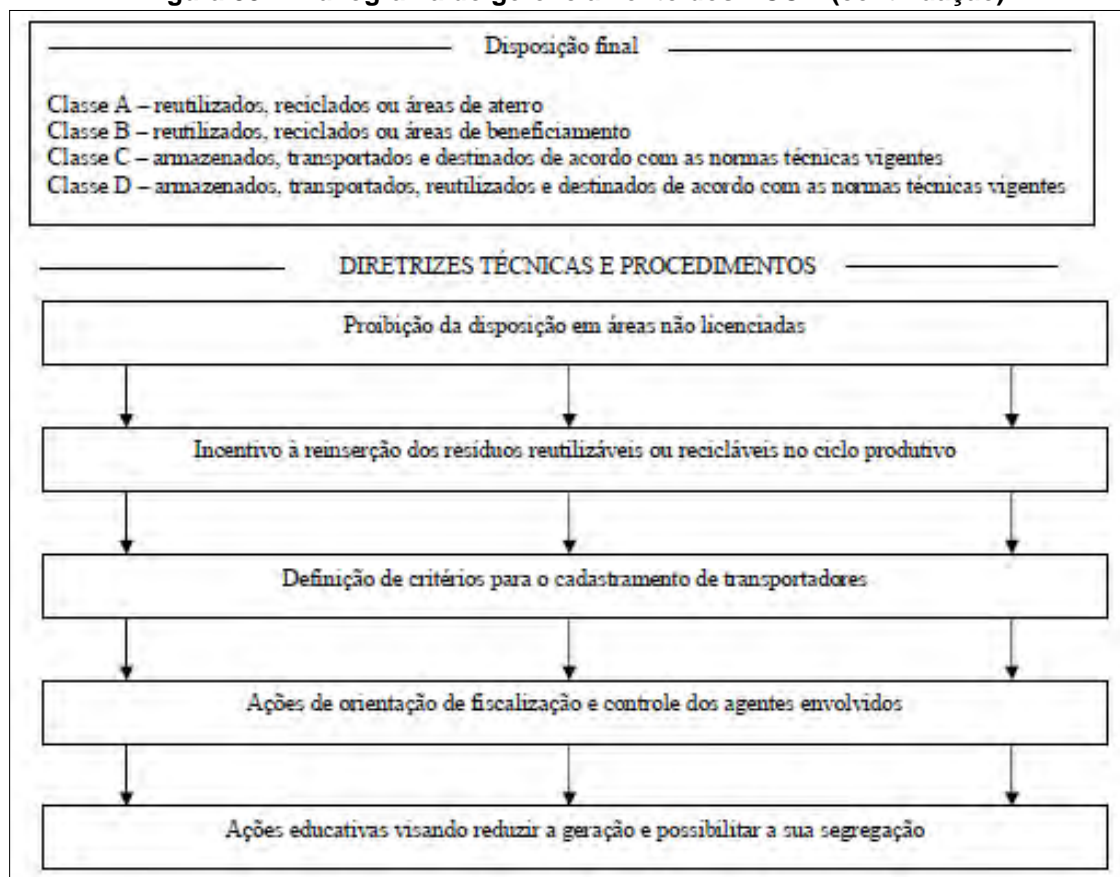 (continuação)
Disposição final
Classe A – reutilizados, reciclados ou áreas de aterro
Classe B – reutilizados, reciclados ou áreas de beneficiamento
Classe C – armazenados, transportados e destinados de acordo com as normas técnicas vigentes
Classe D – armazenados, transportados, reutilizados e destinados de acordo com as normas técnicas vigentes
DIRETRIZES TÉCNICAS E PROCEDIMENTOS
Proibição da disposição em áreas não licenciadas
Incentivo à reinserção dos resíduos reutilizáveis ou recicláveis no ciclo produtivo
Definição de critérios para o cadastramento de transportadores
Ações de orientação de fiscalização e controle dos agentes envolvidos
Ações educativas visando reduzir a geração e possibilitar a sua segregação